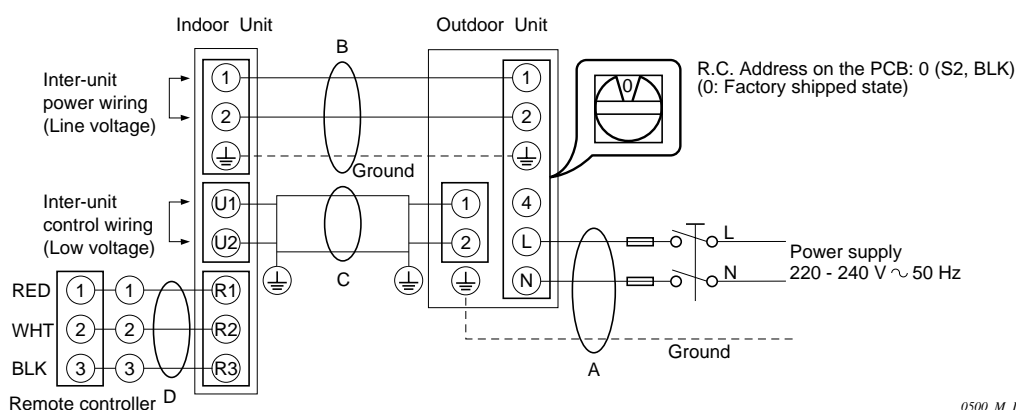 Indoor Unit
Outdoor Unit
B
R.C. Address on the PCB: 0 (S2, BLK)
(0: Factory shipped state)
0
Inter-unit
power wiring
(Line voltage)
1
2
1
2
Ground
Inter-unit
control wiring
(Low voltage)
U1
U2
C
1
2
4
L
N
L
N
Power supply
220 - 240 V ~ 50 Hz
Ground
A
RED 1 1 R1
WHT 2 2 R2
BLK 3 3 R3
Remote controller
D